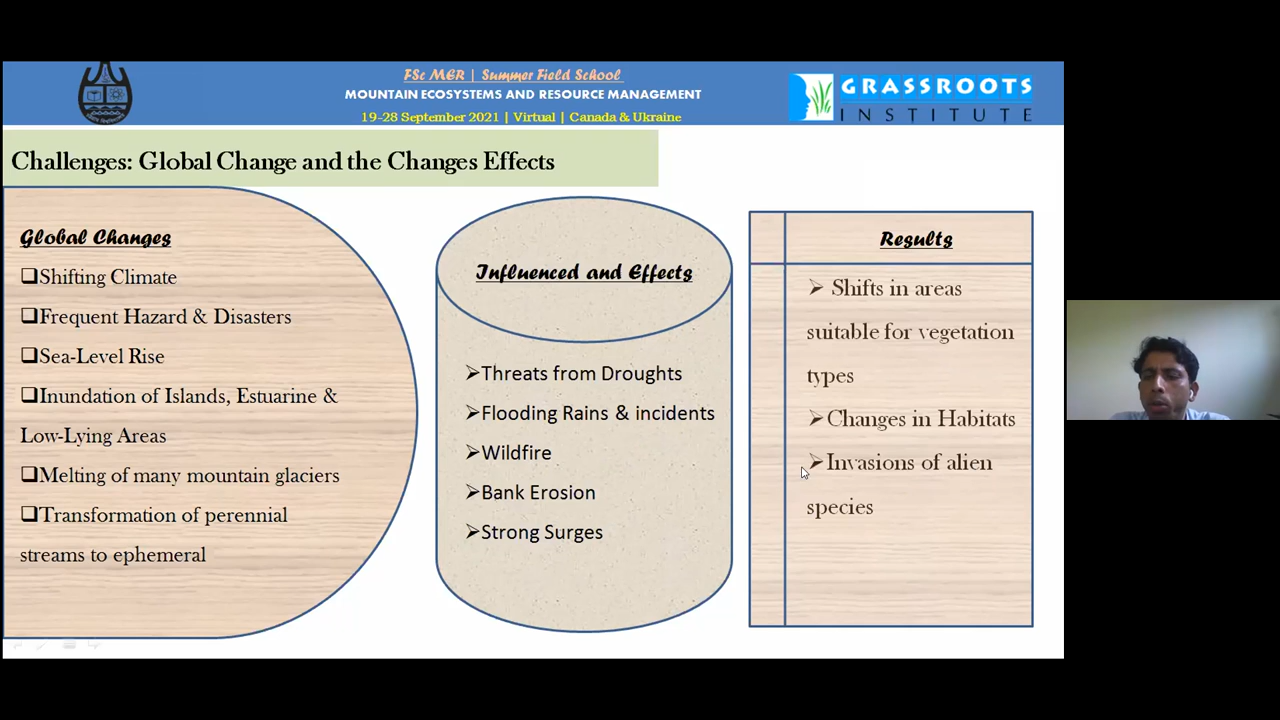 FSc MER | Summer Field School
MOUNTAIN ECOSYSTEMS AND RESOURCE MANAGEMENT
19-28 September 2021 | Virtual | Canada & Ukraine
GRASSROOTS
INSTITUTE
Challenges: Global Change and the Changes Effects
Global Changes
❑Shifting Climate
❑Frequent Hazard & Disasters
❑Sea-Level Rise
❑Inundation of Islands, Estuarine &
Low-Lying Areas
❑Melting of many mountain glaciers
❑Transformation of perennial
streams to ephemeral
Influenced and Effects
➢Threats from Droughts
➢Flooding Rains & incidents
➢Wildfire
➢Bank Erosion
➢Strong Surges
Results
➢ Shifts in areas
suitable for vegetation
types
➢Changes in Habitats
➢Invasions of alien
species